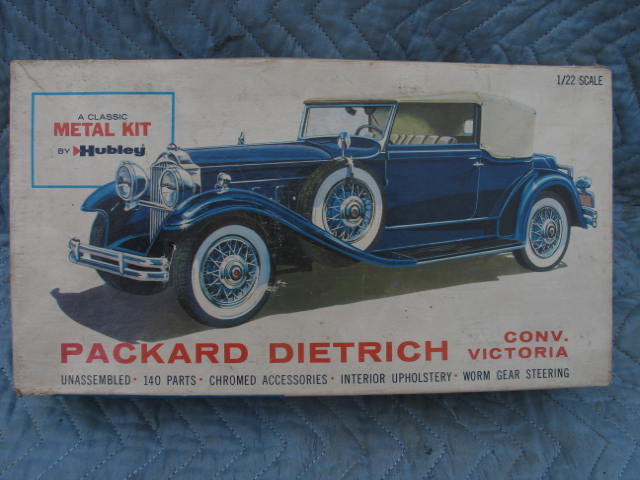 1/22 SCALE
A CLASSIC
METAL KIT
BY Hubley
PACKARD DIETRICH CONV. VICTORIA
UNASSEMBLED · 140 PARTS · CHROMED ACCESSORIES · INTERIOR UPHOLSTERY · WORM GEAR STEERING